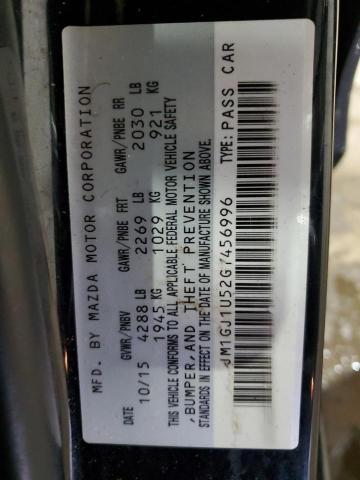 MFD. BY MAZDA MOTOR CORPORATION
GVWR/PNBV GAWR/PNBE FRT GAWR/PNBE RR
DATE 4288 LB 2269 LB 2030 LB
10/15 1945 KG 1029 KG 921 KG
THIS VEHICLE CONFORMS TO ALL APPLICABLE FEDERAL MOTOR VEHICLE SAFETY
,BUMPER,AND THEFT PREVENTION
STANDARDS IN EFFECT ON THE DATE OF MANUFACTURE SHOWN ABOVE.
JM1GJ1U52G1456996 TYPE:PASS CAR